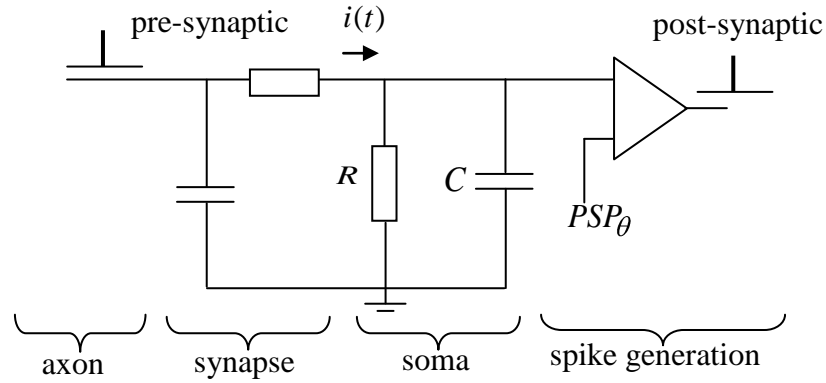 pre-synaptic
i(t)
post-synaptic
R
C
PSPθ
axon
synapse
soma
spike generation